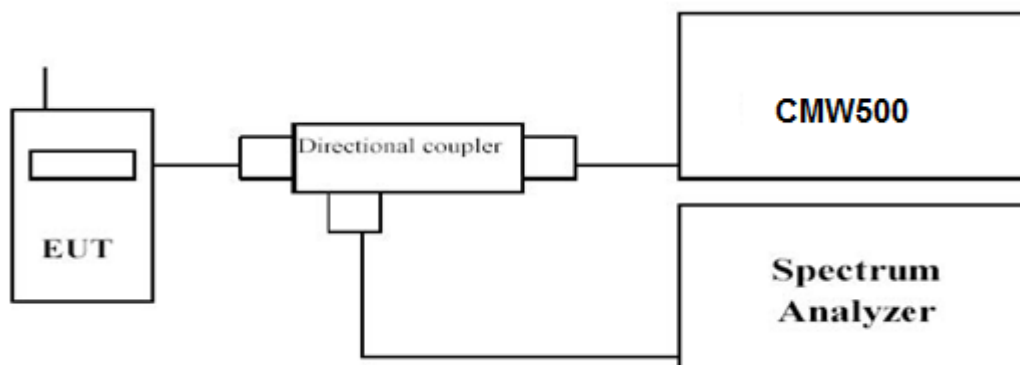 EUT
Directional coupler
CMW500
Spectrum
Analyzer